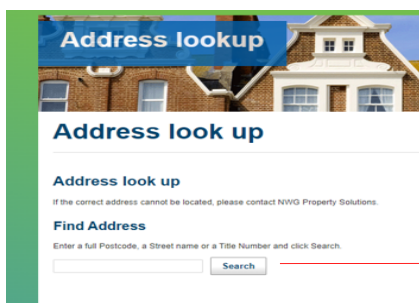 Address lookup
Address look up
Address look up
If the correct address cannot be located, please contact NWG Property Solutions.
Find Address
Enter a full Postcode, a Street name or a Title Number and click Search.
Search